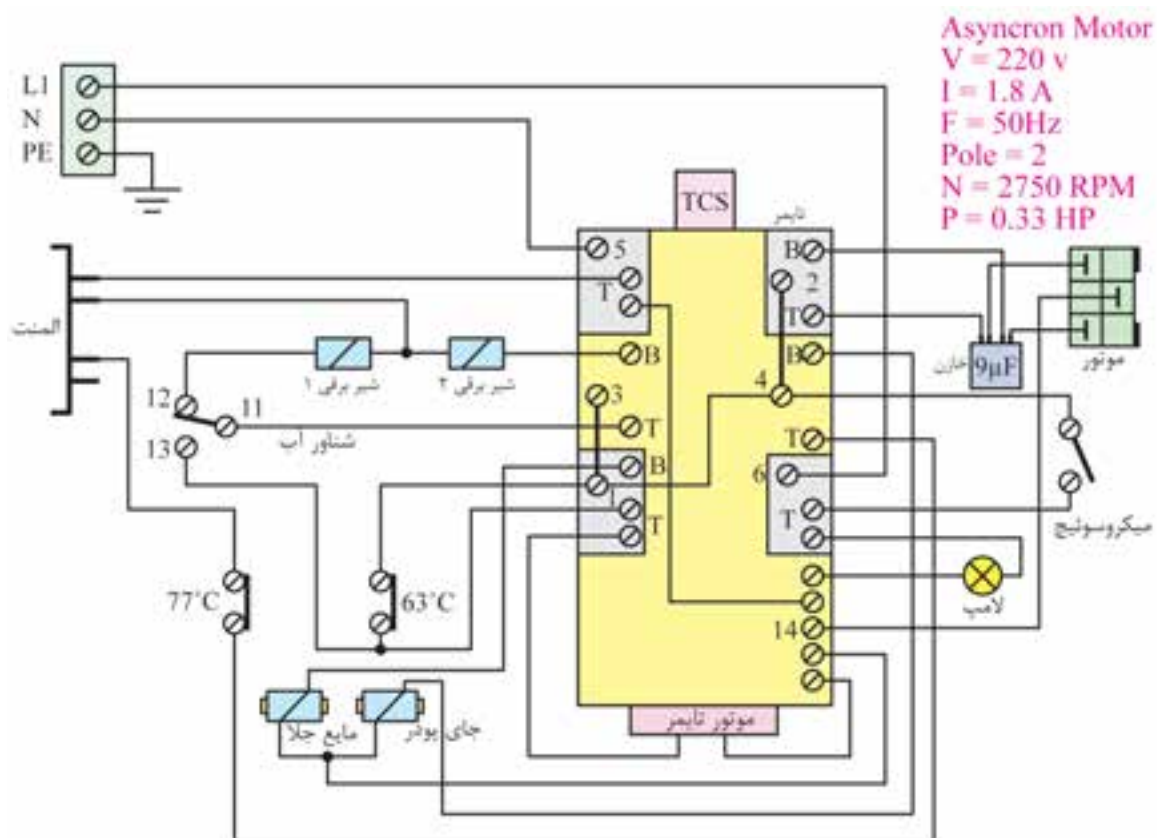 Asyncron Motor
V = 220 v
I = 1.8 A
F = 50Hz
Pole = 2
N = 2750 RPM
P = 0.33 HP
L1
N
PE
TCS
تایمر
5
B
2
T
T
المنت
موتور
خازن
9µF
B
B
شیر برقی ۱
شیر برقی ۲
12
11
3
4
شناور آب
T
T
13
B
6
1
T
T
میکروسوئیچ
77°C
63°C
لامپ
14
مایع جلا
جای پودر
موتور تایمر